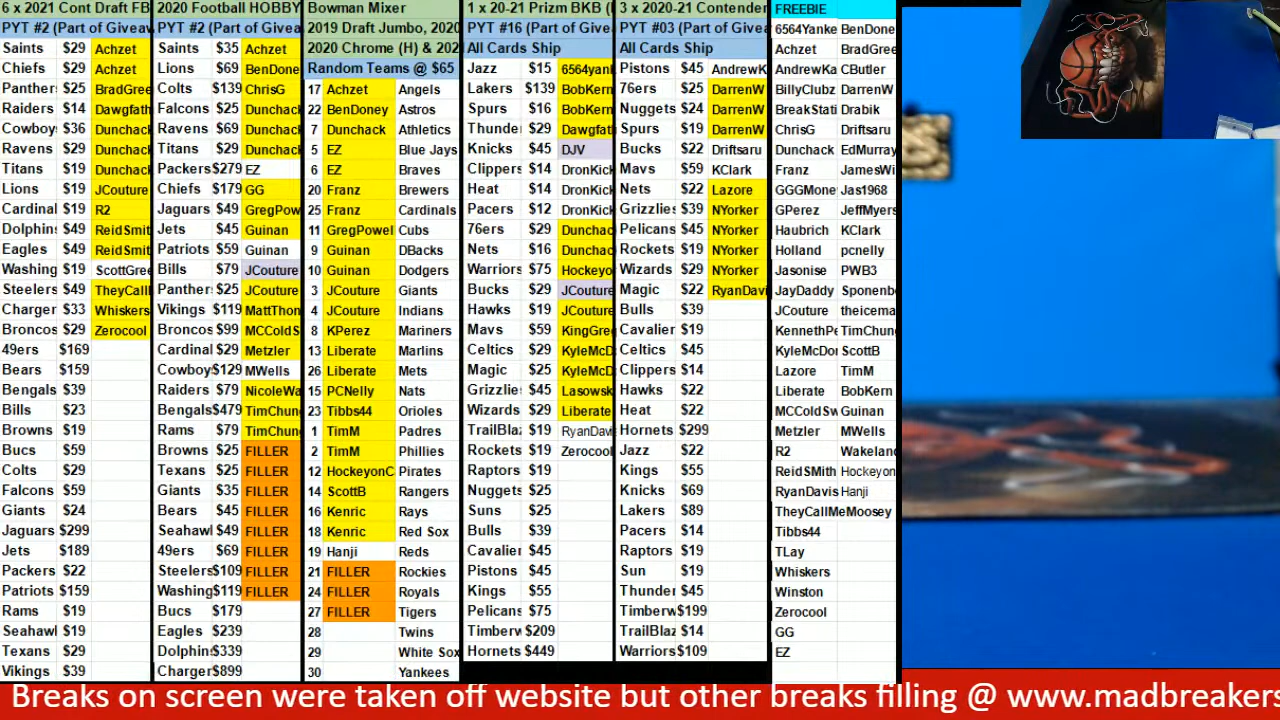 6 x 2021 Cont Draft FB
PYT #2 (Part of Giveaw
Saints $29 Achzet
Chiefs $29 Achzet
Panther $25 BradGree
Raiders $14 Dawgfath
Cowboy $36 Dunchack
Ravens $29 Dunchack
Titans $19 Dunchack
Lions $19 JCouture
Cardinal $19 R2
Dolphin $49 ReidSmit
Eagles $49 ReidSmit
Washing $19 ScottGree
Steelers $49 TheyCallI
Charger $33 Whiskers
Broncos $29 Zerocool
49ers $169
Bears $159
Bengals $39
Bills $23
Browns $19
Bucs $59
Colts $29
Falcons $59
Giants $24
Jaguars $299
Jets $189
Packers $22
Patriots $159
Rams $19
Seahawl $19
Texans $29
Vikings $39
2020 Football HOBBY
PYT #2 (Part of Givea
Saints $35 Achzet
Lions $69 BenDone
Colts $139 ChrisG
Falcons $25 Dunchack
Ravens $69 Dunchack
Titans $29 Dunchack
Packers $279 EZ
Chiefs $179 GG
Jaguars $49 GregPow
Jets $45 Guinan
Patriots $59 Guinan
Bills $79 JCouture
Panthers $25 JCouture
Vikings $119 MattThon
Broncos $99 MCColdS
Cardinal $29 Metzler
Cowboy $129 MWells
Raiders $79 NicoleWa
Bengals $479 TimChun
Rams $79 TimChun
Browns $25 FILLER
Texans $25 FILLER
Giants $35 FILLER
Bears $45 FILLER
Seahawl $49 FILLER
49ers $69 FILLER
Steelers $109 FILLER
Washing $119 FILLER
Bucs $179
Eagles $239
Dolphin $339
Charger $899
Bowman Mixer
2019 Draft Jumbo, 2020
2020 Chrome (H) & 202
Random Teams @ $65
17 Achzet Angels
22 BenDoney Astros
7 Dunchack Athletics
5 EZ Blue Jays
6 EZ Braves
20 Franz Brewers
25 Franz Cardinals
11 GregPowel Cubs
9 Guinan DBacks
10 Guinan Dodgers
3 JCouture Giants
4 JCouture Indians
8 KPerez Mariners
13 Liberate Marlins
26 Liberate Mets
15 PCNelly Nats
23 Tibbs44 Orioles
1 TimM Padres
2 TimM Phillies
12 HockeyonC Pirates
14 ScottB Rangers
16 Kenric Rays
18 Kenric Red Sox
19 Hanji Reds
21 FILLER Rockies
24 FILLER Royals
27 FILLER Tigers
28 Twins
29 White Sox
30 Yankees
1 x 20-21 Prizm BKB (
PYT #16 (Part of Give
All Cards Ship
Jazz $15 6564yanl
Lakers $139 BobKern
Spurs $16 BobKern
Thunde $29 Dawgfat
Knicks $45 DJV
Clippers $14 DronKick
Heat $14 DronKick
Pacers $12 DronKick
76ers $29 Dunchac
Nets $16 Dunchac
Warriors $75 Hockeyo
Bucks $29 JCouture
Hawks $19 JCouture
Mavs $59 KingGre
Celtics $29 KyleMcD
Magic $25 KyleMcD
Grizzlie $45 Lasowsk
Wizards $29 Liberate
TrailBlaz $19 RyanDavi
Rockets $19 Zerocool
Raptors $19
Nuggets $25
Suns $25
Bulls $39
Cavalier $45
Pistons $45
Kings $55
Pelicans $75
Timberw $209
Hornets $449
3 x 2020-21 Contender
PYT #03 (Part of Givea
All Cards Ship
Pistons $45 AndrewK
76ers $25 DarrenW
Nuggets $24 DarrenW
Spurs $19 DarrenW
Bucks $22 Driftsaru
Mavs $59 KClark
Nets $22 Lazore
Grizzlies $39 NYorker
Pelicans $45 NYorker
Rockets $19 NYorker
Wizards $29 NYorker
Magic $22 RyanDavi
Bulls $39
Cavalier $19
Celtics $45
Clippers $14
Hawks $22
Heat $22
Hornets $299
Jazz $22
Kings $55
Knicks $69
Lakers $89
Pacers $14
Raptors $19
Sun $19
Thunder $45
Timberw $199
TrailBlaz $14
Warriors $109
FREEBIE
6564Yanke BenDone
Achzet BradGree
AndrewKa CButler
BillyClubz DarrenW
BreakStati Drabik
ChrisG Driftsaru
Dunchack EdMurray
Franz JamesWi
GGGMone Jas1968
GPerez JeffMyers
Haubrich KClark
Holland pcnelly
Jasonise PWB3
JayDaddy Sponenb
JCouture theicema
KennethPe TimChung
KyleMcDon ScottB
Lazore TimM
Liberate BobKern
MCColdSw Guinan
Metzler MWells
R2 Wakeland
ReidSMith Hockeyon
RyanDavis Hanji
TheyCallMeMoosey
Tibbs44
TLay
Whiskers
Winston
Zerocool
GG
EZ
Breaks on screen were taken off website but other breaks filling @ www.madbreakers